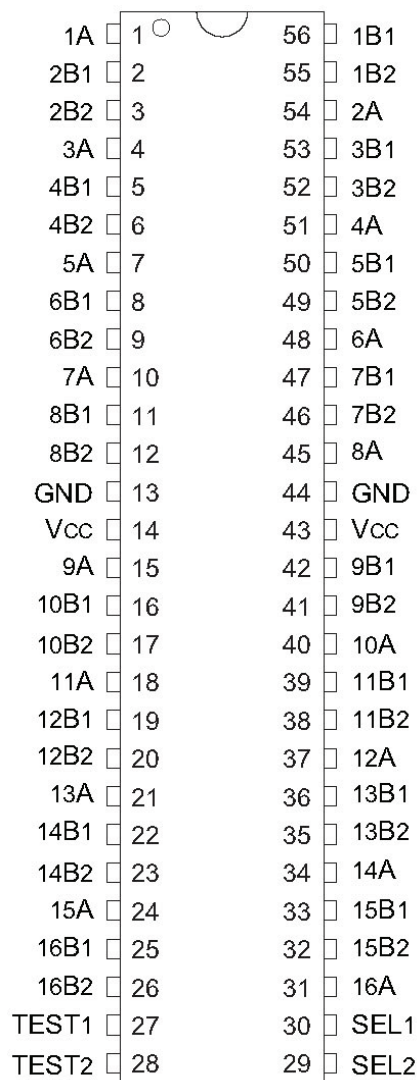 1A 1 56 1B1
2B1 2 55 1B2
2B2 3 54 2A
3A 4 53 3B1
4B1 5 52 3B2
4B2 6 51 4A
5A 7 50 5B1
6B1 8 49 5B2
6B2 9 48 6A
7A 10 47 7B1
8B1 11 46 7B2
8B2 12 45 8A
GND 13 44 GND
VCC 14 43 VCC
9A 15 42 9B1
10B1 16 41 9B2
10B2 17 40 10A
11A 18 39 11B1
12B1 19 38 11B2
12B2 20 37 12A
13A 21 36 13B1
14B1 22 35 13B2
14B2 23 34 14A
15A 24 33 15B1
16B1 25 32 15B2
16B2 26 31 16A
TEST1 27 30 SEL1
TEST2 28 29 SEL2